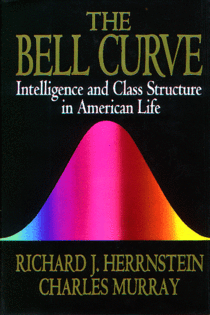 THE
BELL CURVE
Intelligence and Class Structure
in American Life
RICHARD J. HERRNSTEIN
CHARLES MURRAY